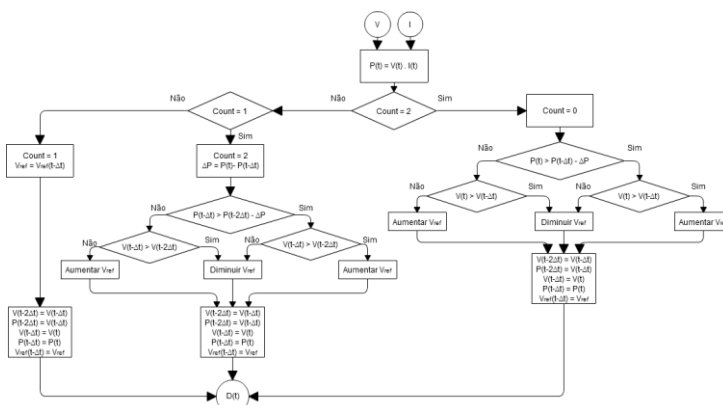 V
I
P(t) = V(t) . I(t)
Não
Sim
Count = 2
Não
Count = 1
Sim
Count = 0
Count = 1
Vref = Vref(t-Δt)
Count = 2
ΔP = P(t)- P(t-Δt)
Não
P(t) > P(t-Δt) - ΔP
Sim
Não
V(t) > V(t-Δt)
Sim
Não
V(t) > V(t-Δt)
Sim
Aumentar Vref
Diminuir Vref
Aumentar Vref
Não
P(t-Δt) > P(t-2Δt) - ΔP
Sim
Não
V(t-Δt) > V(t-2Δt)
Sim
Não
V(t-Δt) > V(t-2Δt)
Sim
Aumentar Vref
Diminuir Vref
Aumentar Vref
V(t-2Δt) = V(t-Δt)
P(t-2Δt) = V(t-Δt)
V(t-Δt) = V(t)
P(t-Δt) = P(t)
Vref(t-Δt) = Vref
V(t-2Δt) = V(t-Δt)
P(t-2Δt) = V(t-Δt)
V(t-Δt) = V(t)
P(t-Δt) = P(t)
Vref(t-Δt) = Vref
V(t-2Δt) = V(t-Δt)
P(t-2Δt) = V(t-Δt)
V(t-Δt) = V(t)
P(t-Δt) = P(t)
Vref(t-Δt) = Vref
D(t)